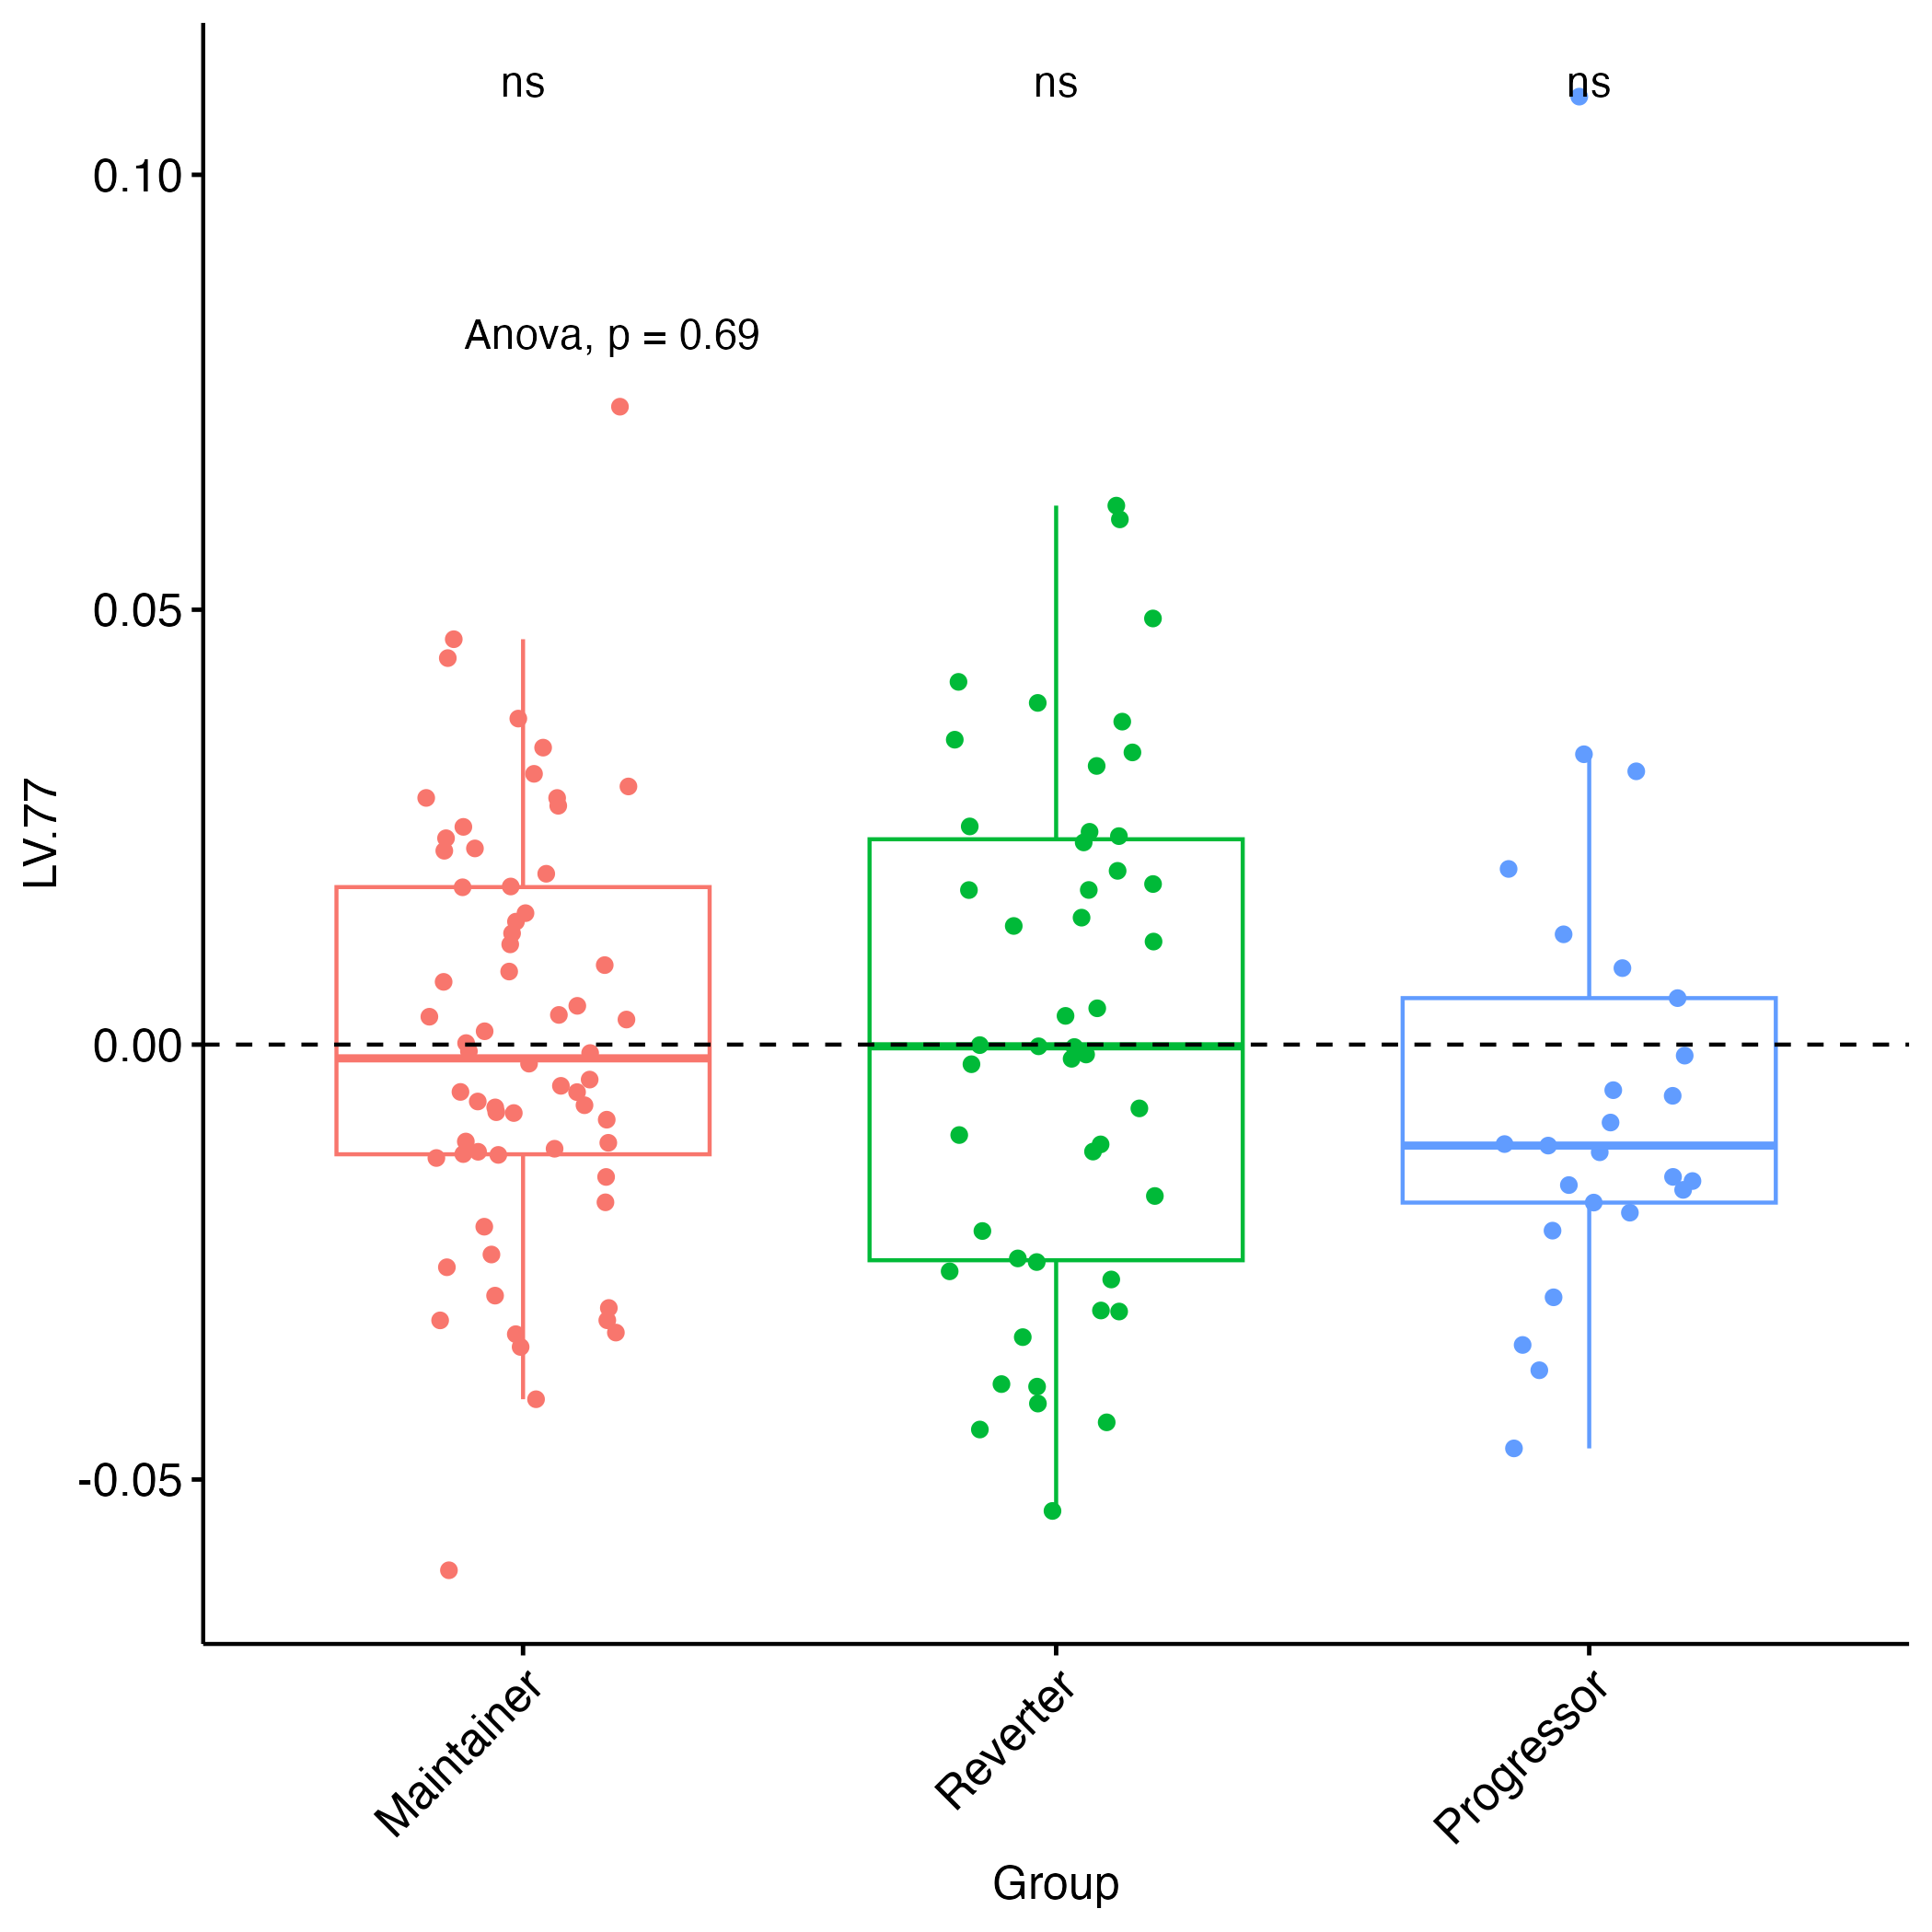 ns ns ns
0.10
Anova, p = 0.69
0.05
LV.77
0.00
-0.05
Maintainer Reverter Progressor
Group